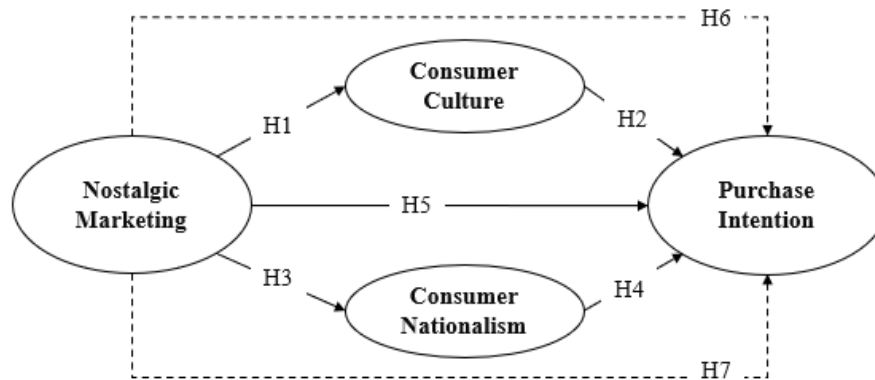 H6
Consumer
Culture
H1
H2
Nostalgic
Marketing
H5
Purchase
Intention
H3
H4
Consumer
Nationalism
H7